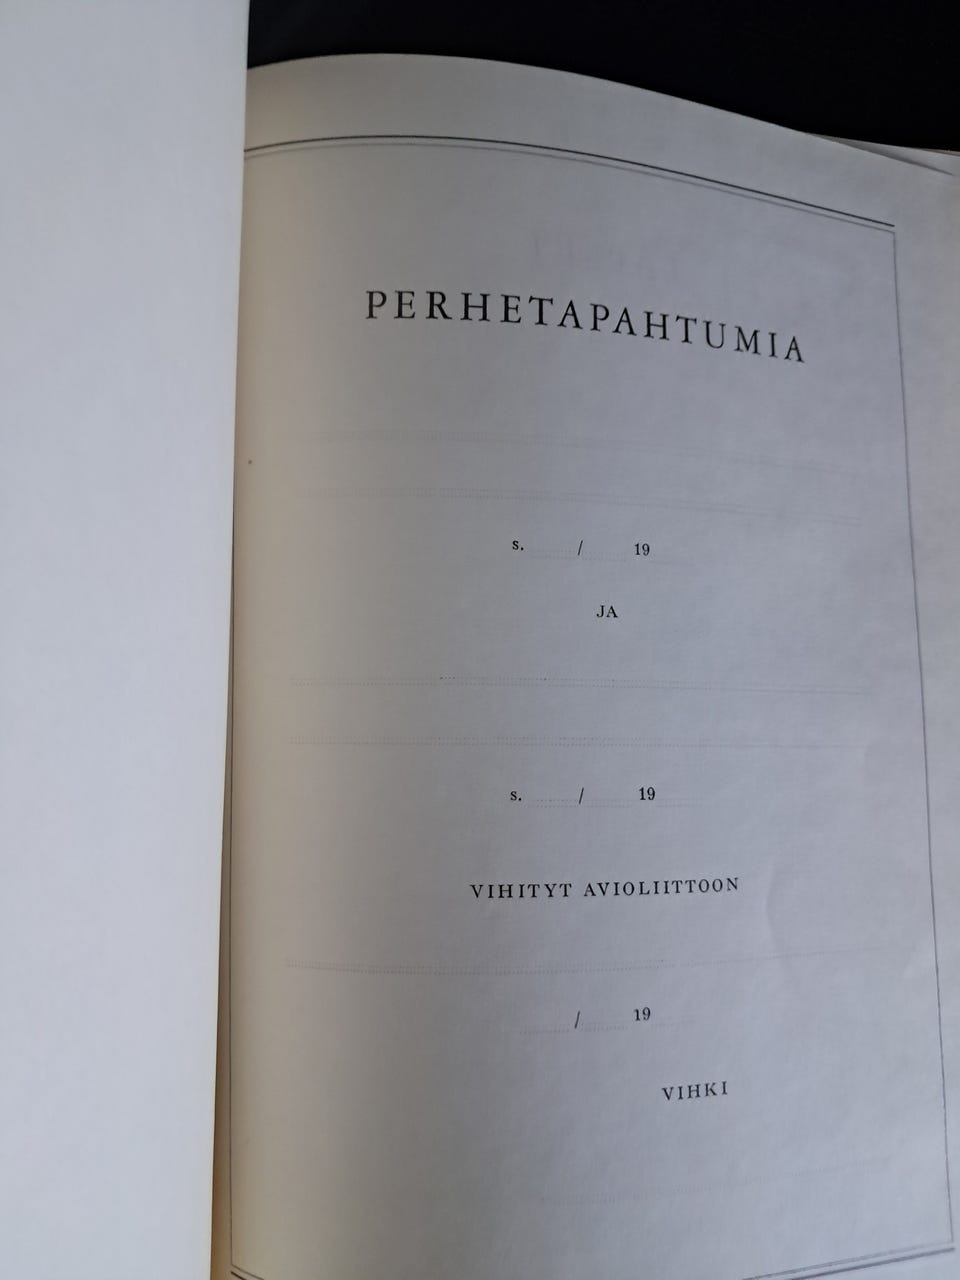 PERHETAPAHTUMIA
s. / 19
JA
s. / 19
VIHITYT AVIOLIITTOON
/ 19
VIHKI